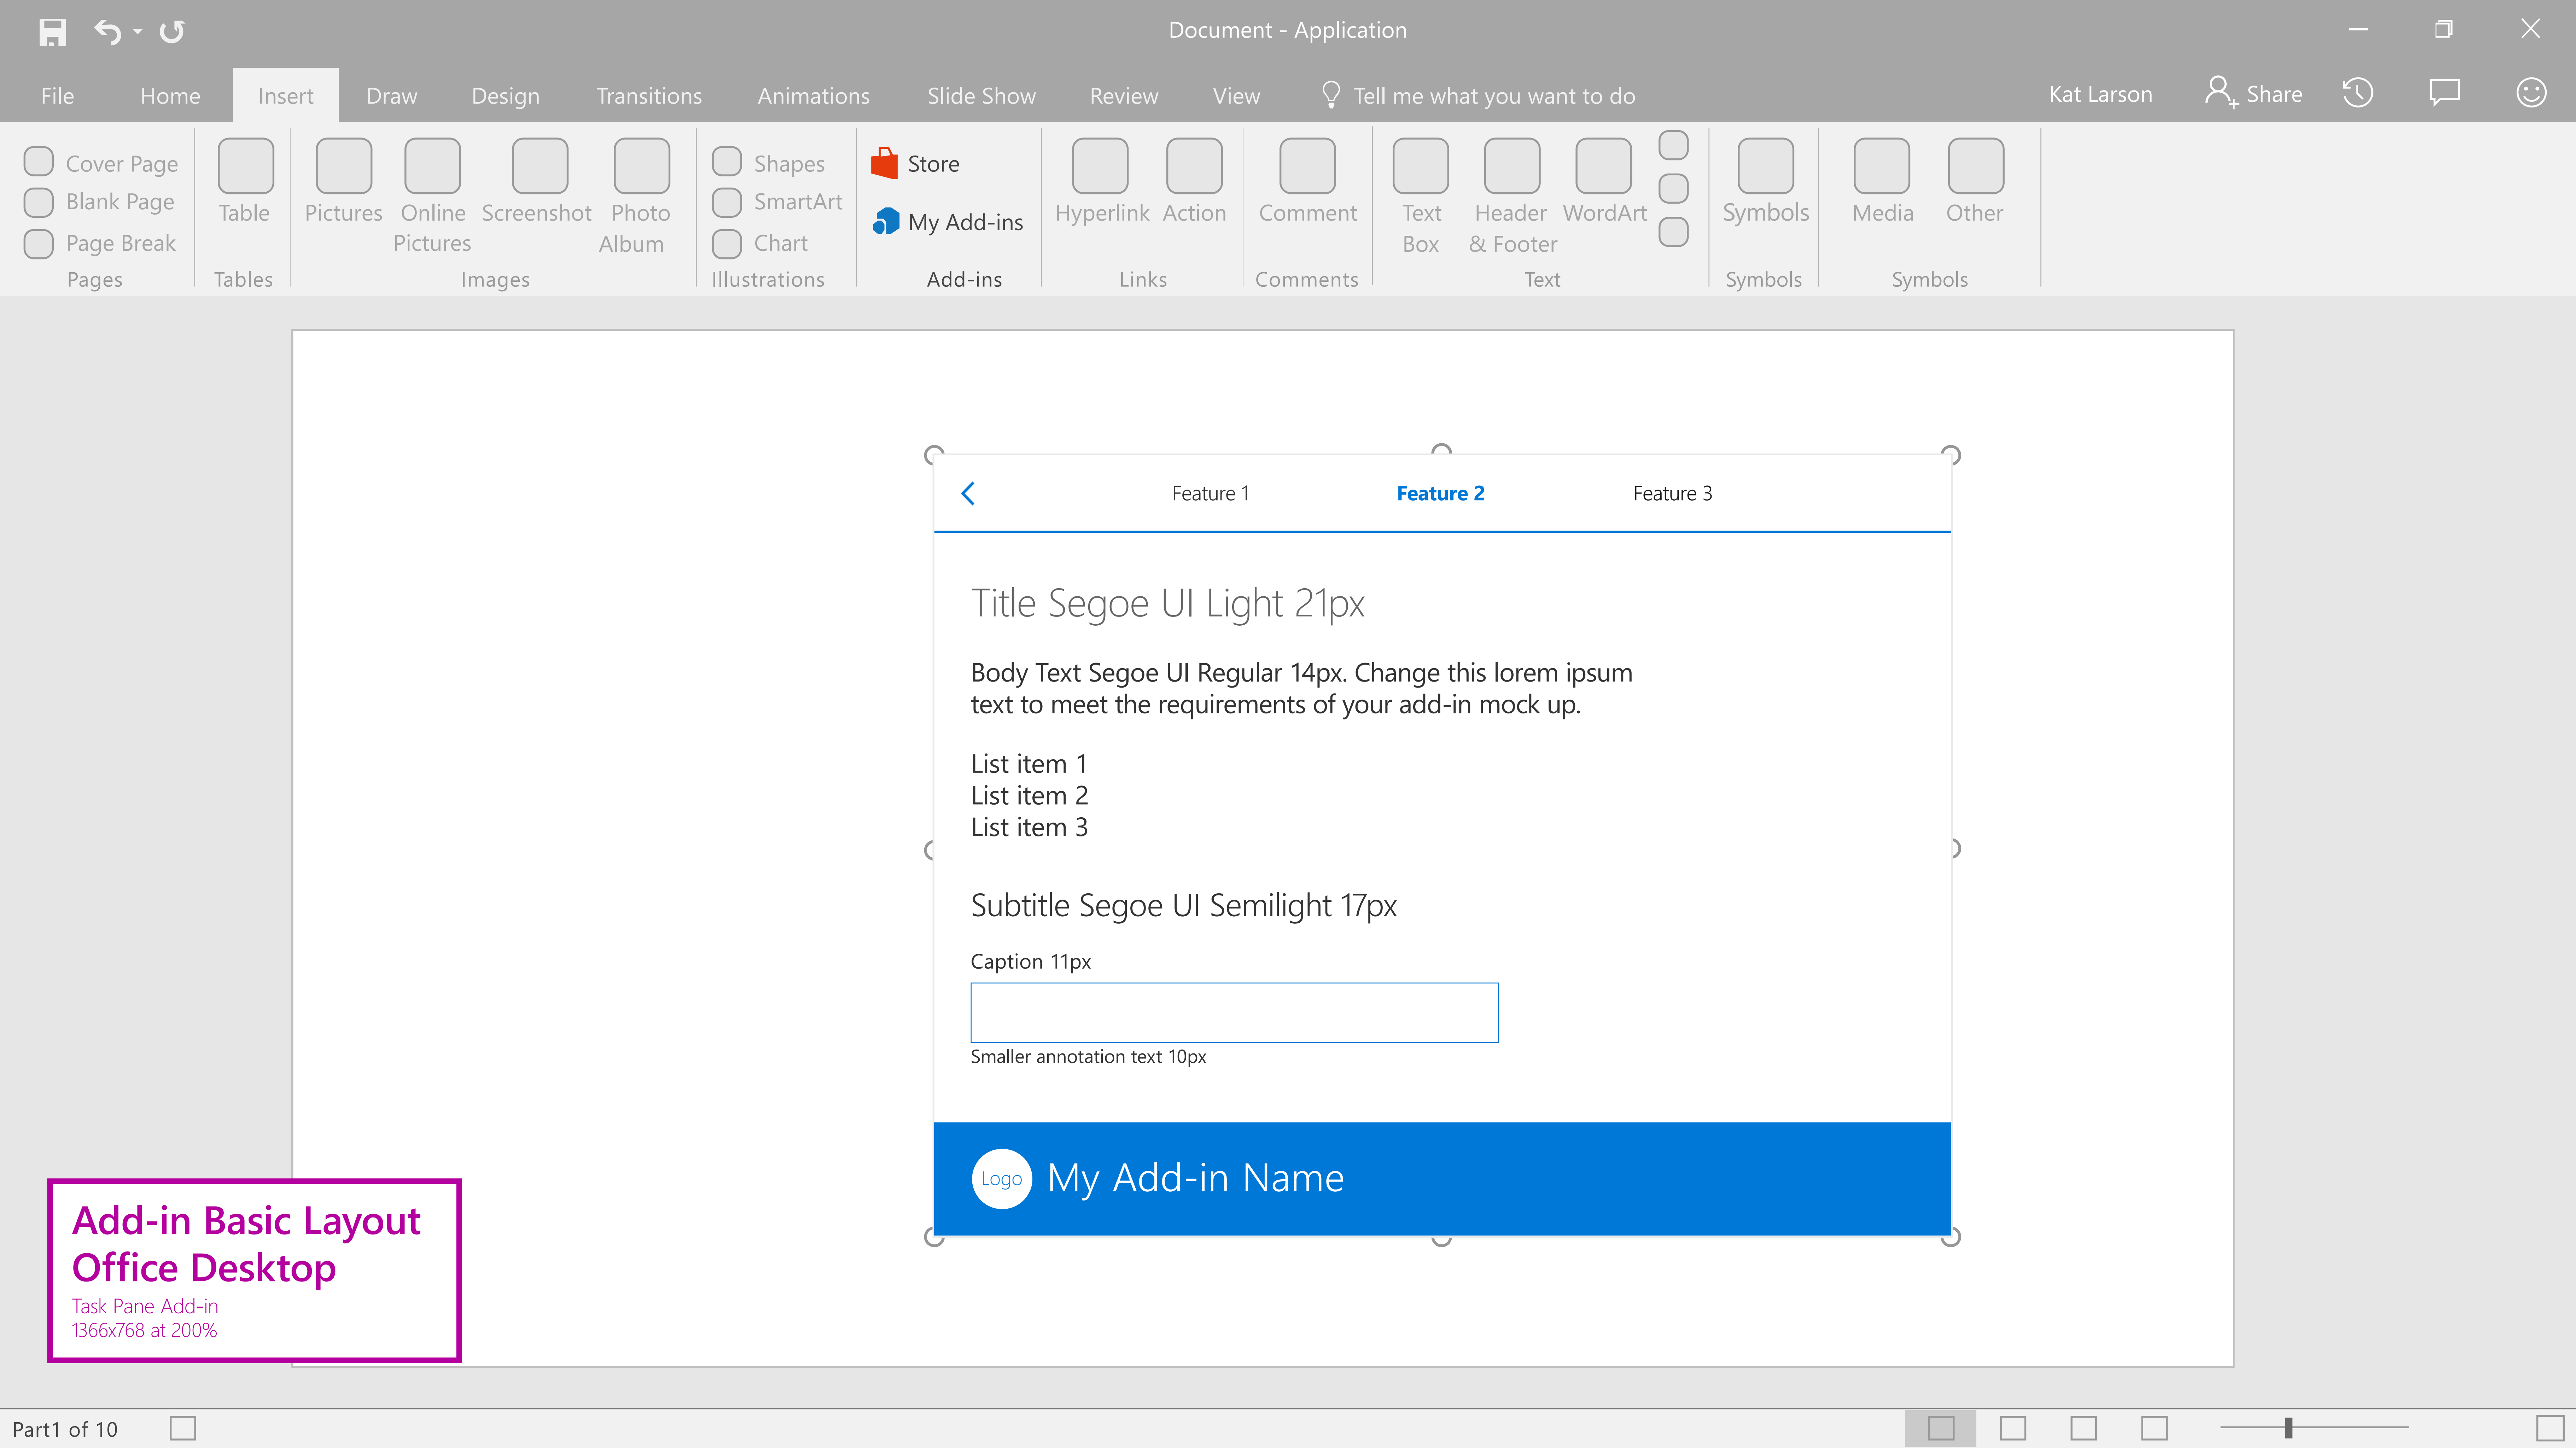 Document - Application
File Home Insert Draw Design Transitions Animations Slide Show Review View Tell me what you want to do Kat Larson Share
Cover Page
Blank Page
Page Break
Pages
Table
Tables
Pictures Online Pictures Screenshot Photo Album
Images
Shapes
SmartArt
Chart
Illustrations
Store
My Add-ins
Add-ins
Hyperlink Action
Links
Comment
Comments
Text Box Header & Footer WordArt
Text
Symbols
Symbols
Media Other
Symbols
Feature 1 Feature 2 Feature 3
Title Segoe UI Light 21px
Body Text Segoe UI Regular 14px. Change this lorem ipsum
text to meet the requirements of your add-in mock up.
List item 1
List item 2
List item 3
Subtitle Segoe UI Semilight 17px
Caption 11px
Smaller annotation text 10px
Logo My Add-in Name
Add-in Basic Layout
Office Desktop
Task Pane Add-in
1366x768 at 200%
Part1 of 10